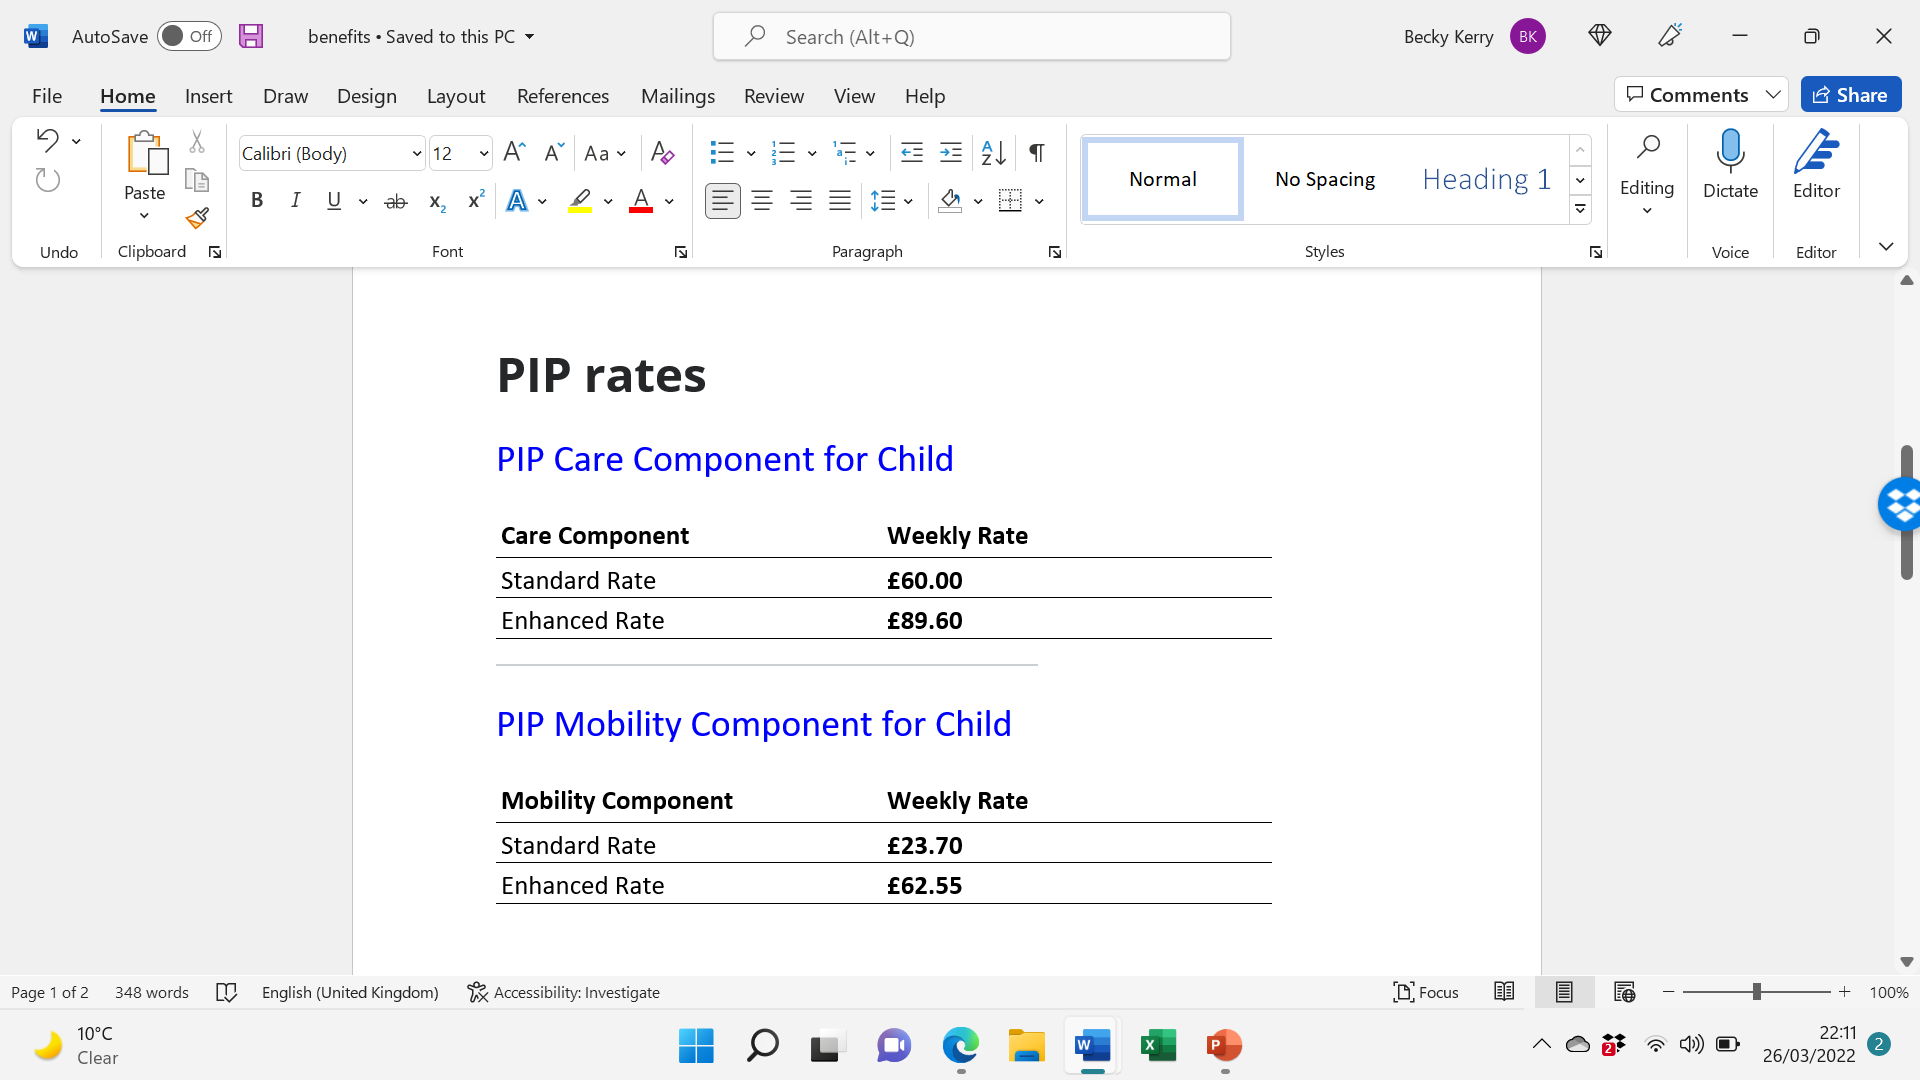 AutoSave Off benefits • Saved to this PC Search (Alt+Q) Becky Kerry BK
File Home Insert Draw Design Layout References Mailings Review View Help Comments Share
Paste Calibri (Body) 12 Aa Normal No Spacing Heading 1 Editing Dictate Editor
Undo Clipboard Font Paragraph Styles Voice Editor
PIP rates
PIP Care Component for Child
Care Component Weekly Rate
Standard Rate £60.00
Enhanced Rate £89.60
PIP Mobility Component for Child
Mobility Component Weekly Rate
Standard Rate £23.70
Enhanced Rate £62.55
Page 1 of 2 348 words English (United Kingdom) Accessibility: Investigate Focus 100%
10°C 22:11
Clear 26/03/2022 2